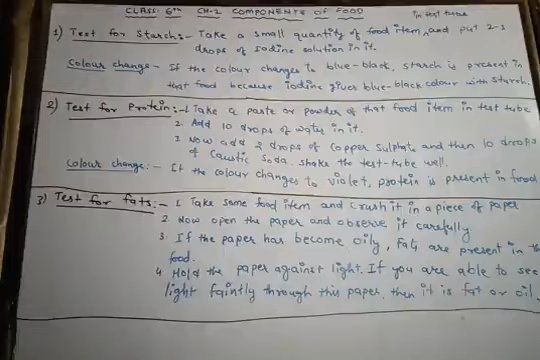 CLASS: 6th CH-2 COMPONENTS OF FOOD
in test tube
1) Test for Starch:- Take a small quantity of food item, and put 2-3
drops of Iodine solution in it.
Colour change - If the colour changes to blue-black, starch is present in
that food because iodine gives blue-black colour with starch.
2) Test for Protein:- 1 Take a paste or powder of that food item in test tube
2 Add 10 drops of water in it.
3 Now add 2 drops of Copper Sulphate and then 10 drops
of Caustic Soda. shake the test-tube well.
Colour change:- If the colour changes to violet, protein is present in food
3) Test for fats:- 1. Take some food item and crush it in a piece of paper
2. Now open the paper and observe it carefully
3 If the paper has become oily, fats are present in the
food.
4 Hold the paper against light. If you are able to see
light faintly through this paper, then it is fat or oil.